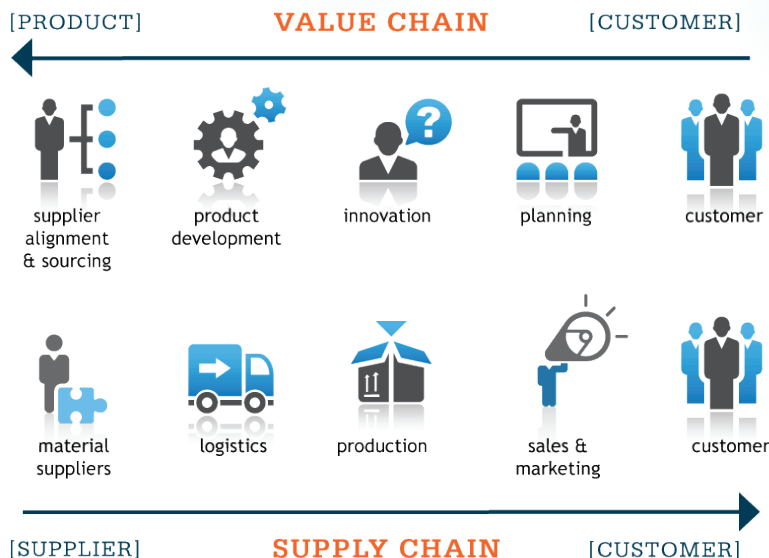 [PRODUCT] VALUE CHAIN [CUSTOMER]
?
supplier
alignment
& sourcing
product
development
innovation
planning
customer
material
suppliers
logistics
production
sales &
marketing
customer
[SUPPLIER] SUPPLY CHAIN [CUSTOMER]